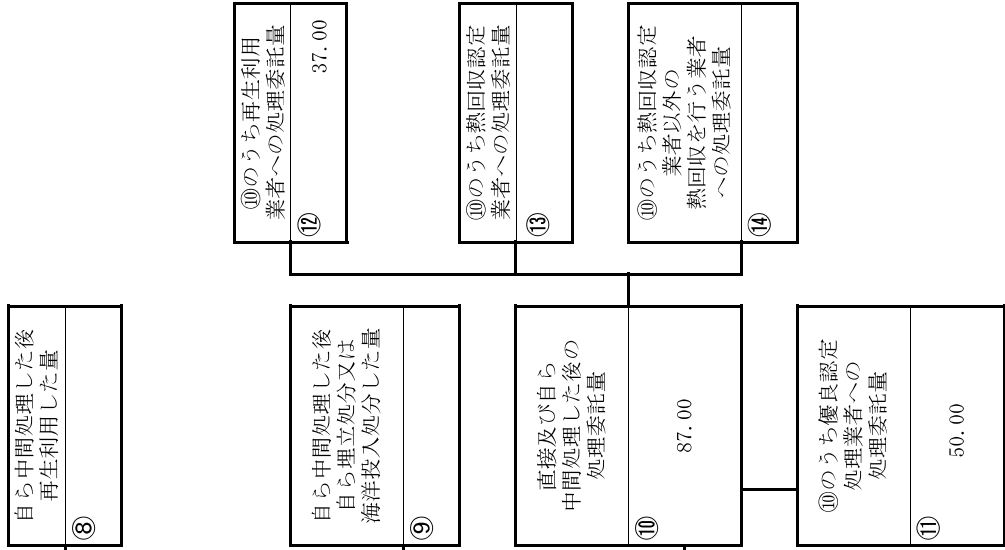 自ら中間処理した後
再生利用した量
⑧
自ら中間処理した後
自ら埋立処分又は
海洋投入処分した量
⑨
直接及び自ら
中間処理した後の
処理委託量
⑩
87.00
⑩のうち優良認定
処理業者への
処理委託量
⑪
50.00
⑩のうち再生利用
業者への処理委託量
⑫
37.00
⑩のうち熱回収認定
業者への処理委託量
⑬
⑩のうち熱回収認定
業者以外の
熱回収を行う業者
への処理委託量
⑭